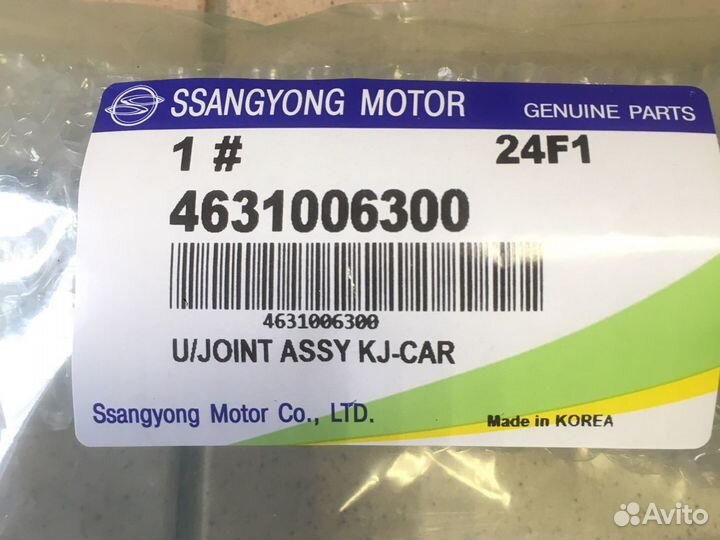 SSANGYONG MOTOR GENUINE PARTS
1 # 24F1
4631006300
4631006300
U/JOINT ASSY KJ-CAR
Ssangyong Motor Co., LTD. Made in KOREA
Avito